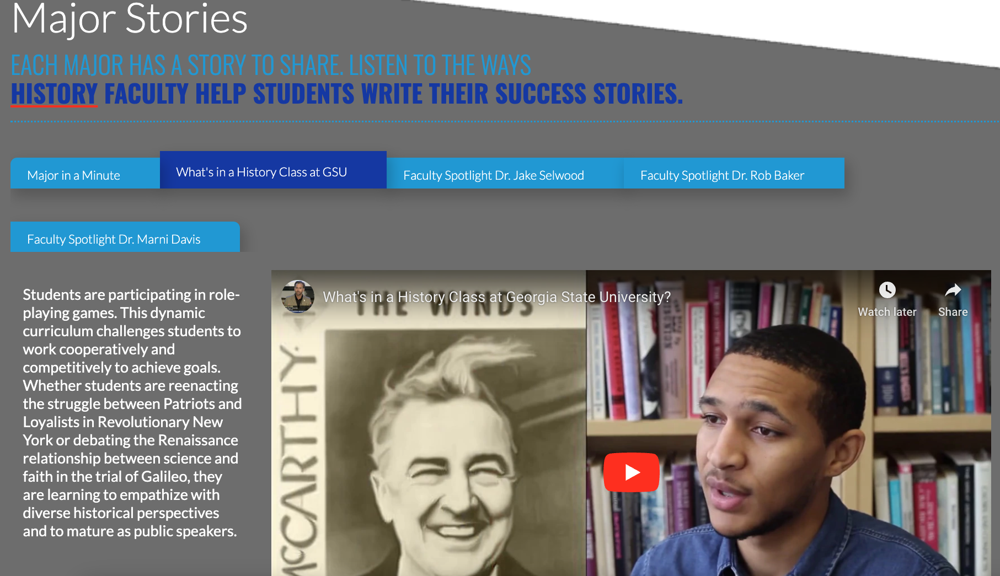 Major Stories
EACH MAJOR HAS A STORY TO SHARE. LISTEN TO THE WAYS
HISTORY FACULTY HELP STUDENTS WRITE THEIR SUCCESS STORIES.
Major in a Minute
What's in a History Class at GSU
Faculty Spotlight Dr. Jake Selwood
Faculty Spotlight Dr. Rob Baker
Faculty Spotlight Dr. Marni Davis
Students are participating in role-
playing games. This dynamic
curriculum challenges students to
work cooperatively and
competitively to achieve goals.
Whether students are reenacting
the struggle between Patriots and
Loyalists in Revolutionary New
York or debating the Renaissance
relationship between science and
faith in the trial of Galileo, they
are learning to empathize with
diverse historical perspectives
and to mature as public speakers.
What's in a History Class at Georgia State University?
Watch later
Share
THE WINDS
McCARTHY.